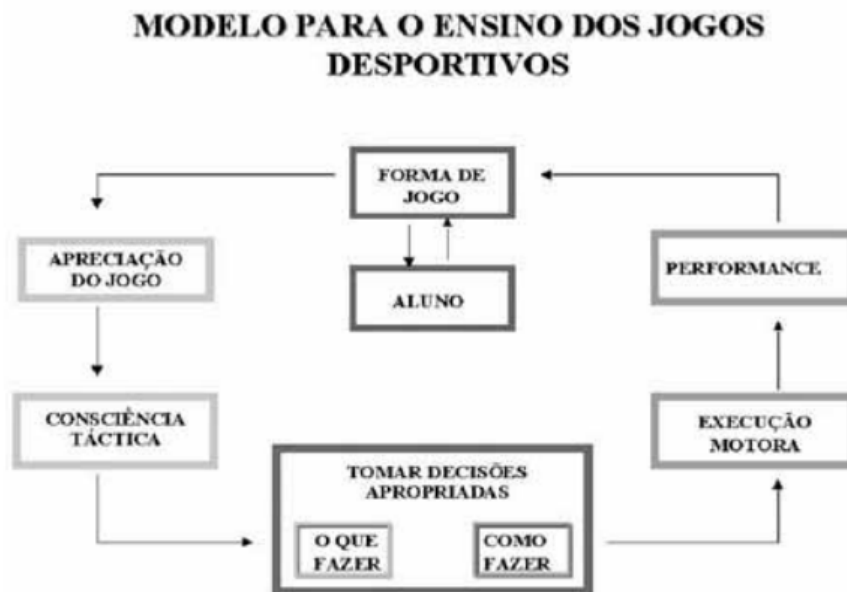 MODELO PARA O ENSINO DOS JOGOS
DESPORTIVOS
FORMA DE
JOGO
APRECIAÇÃO
DO JOGO
ALUNO
PERFORMANCE
CONSCIÊNCIA
TÁCTICA
TOMAR DECISÕES
APROPRIADAS
O QUE
FAZER
COMO
FAZER
EXECUÇÃO
MOTORA